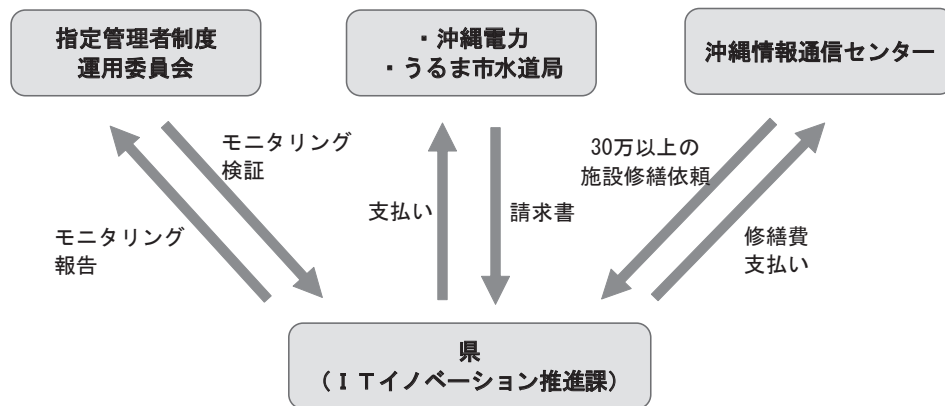 指定管理者制度
運用委員会
・沖縄電力
・うるま市水道局
沖縄情報通信センター
モニタリング
検証
モニタリング
報告
支払い
請求書
30万以上の
施設修繕依頼
修繕費
支払い
県
（ＩＴイノベーション推進課）